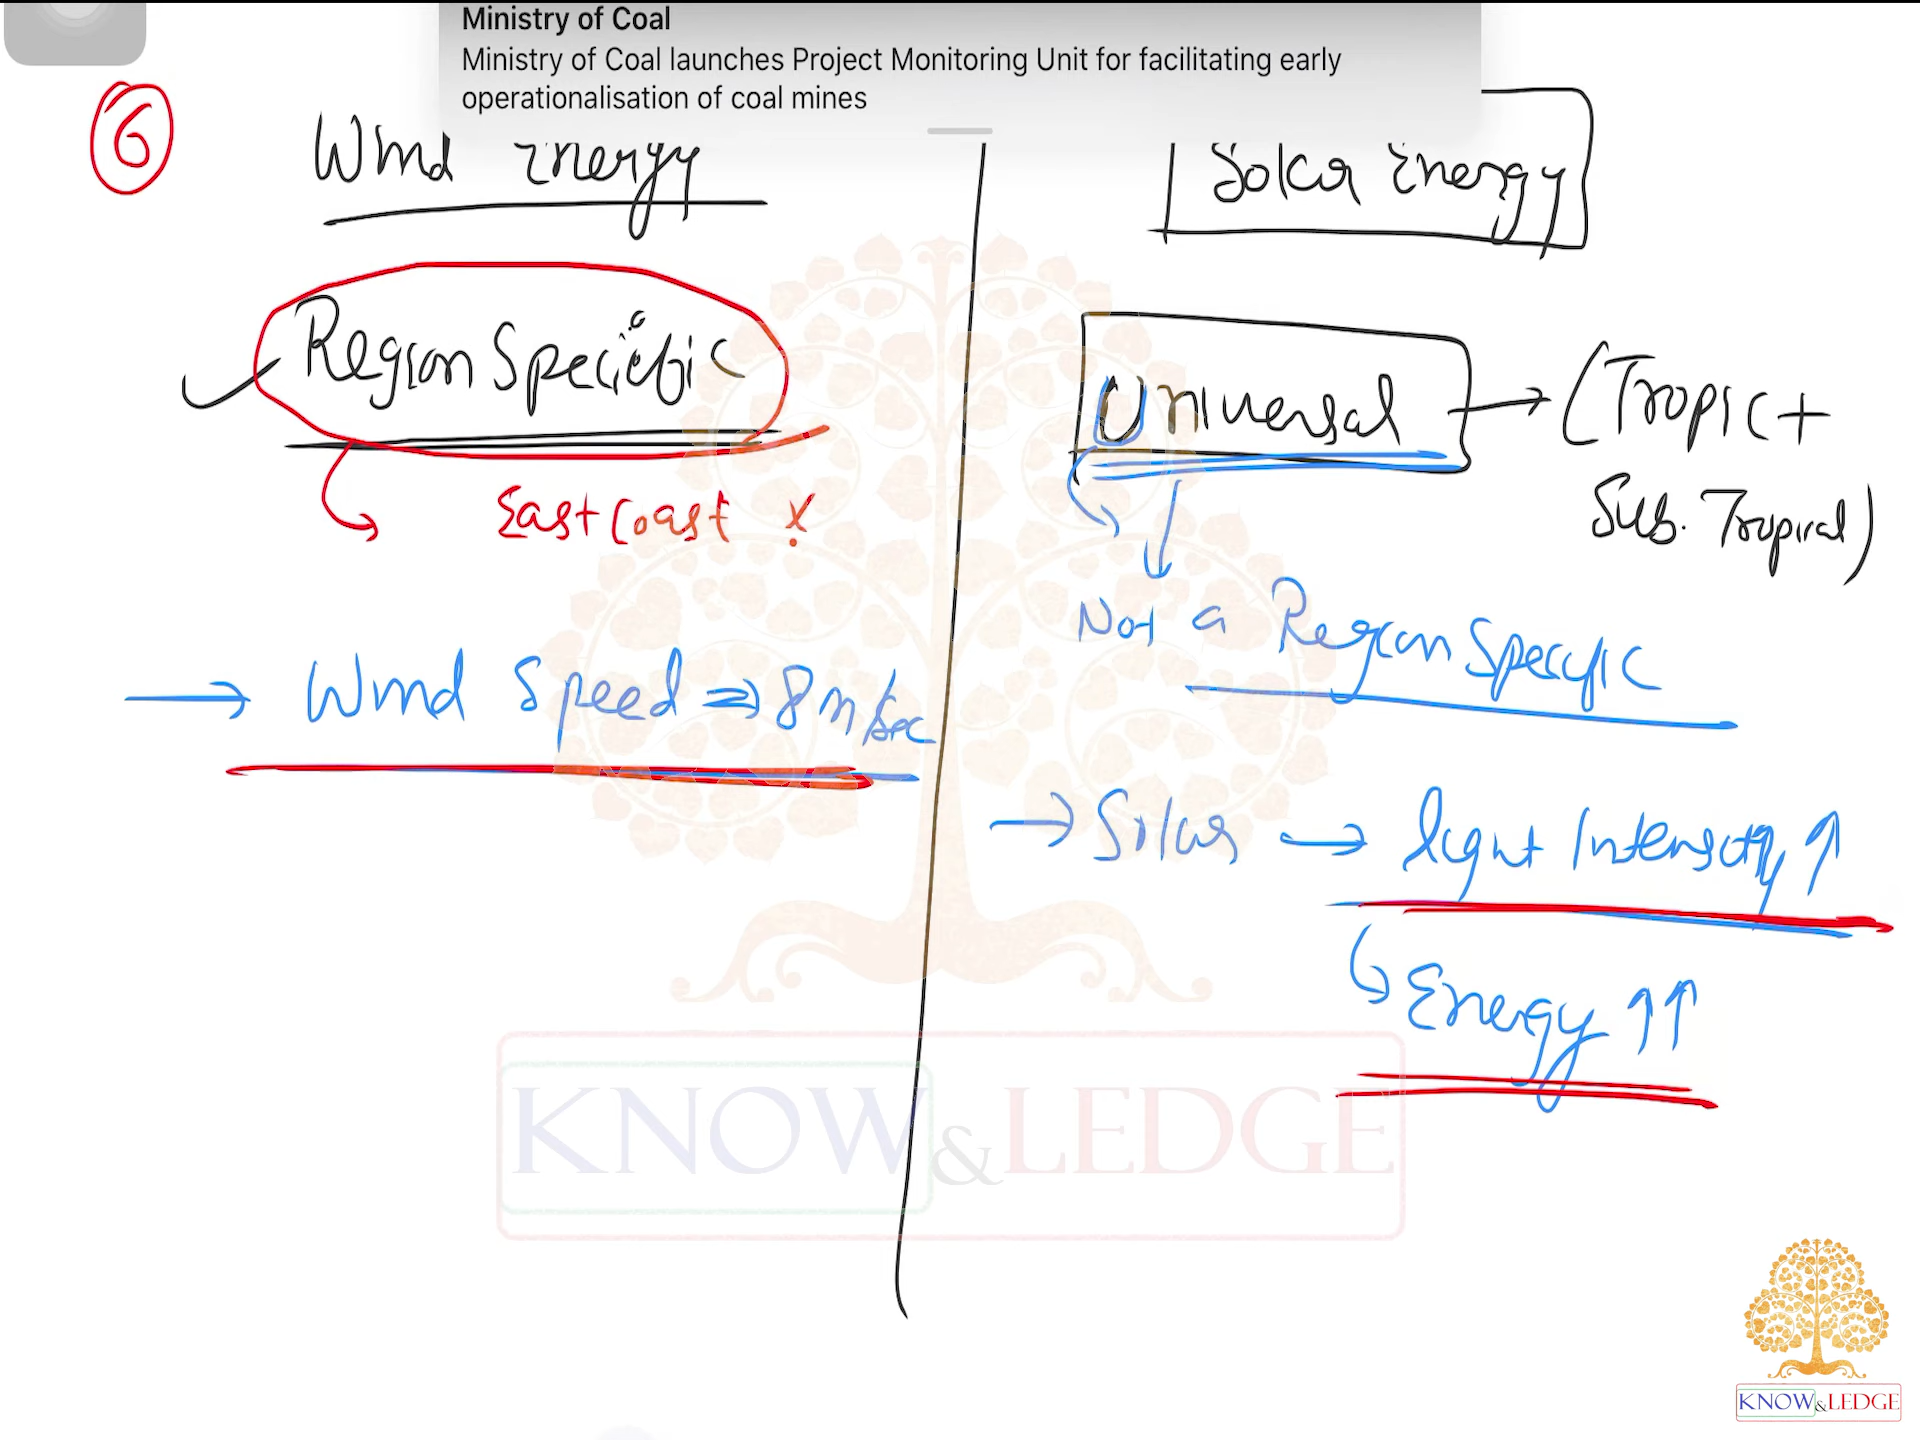 Ministry of Coal
Ministry of Coal launches Project Monitoring Unit for facilitating early
operationalisation of coal mines
6
Wind Energy
Region Specific
East Coast x
→ Wind Speed ⇒ 8 m/sec
Solar Energy
Universal → (Tropic +
Sub. Tropical)
Not a Region Specific
→ Solar → light Intensity ↑
Energy ↑↑
KNOW&LEDGE
KNOW&LEDGE